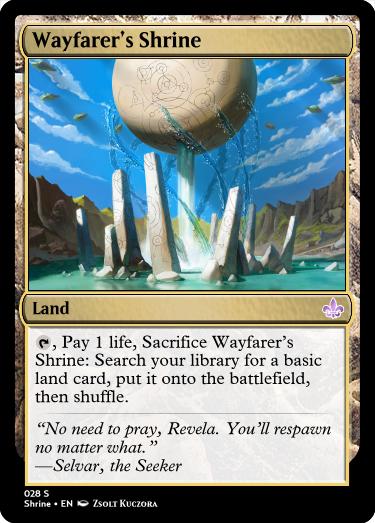 Wayfarer's Shrine
Land
, Pay 1 life, Sacrifice Wayfarer's
Shrine: Search your library for a basic
land card, put it onto the battlefield,
then shuffle.
“No need to pray, Revela. You'll respawn
no matter what.”
—Selvar, the Seeker
028 S
Shrine • EN Zsolt Kuczora